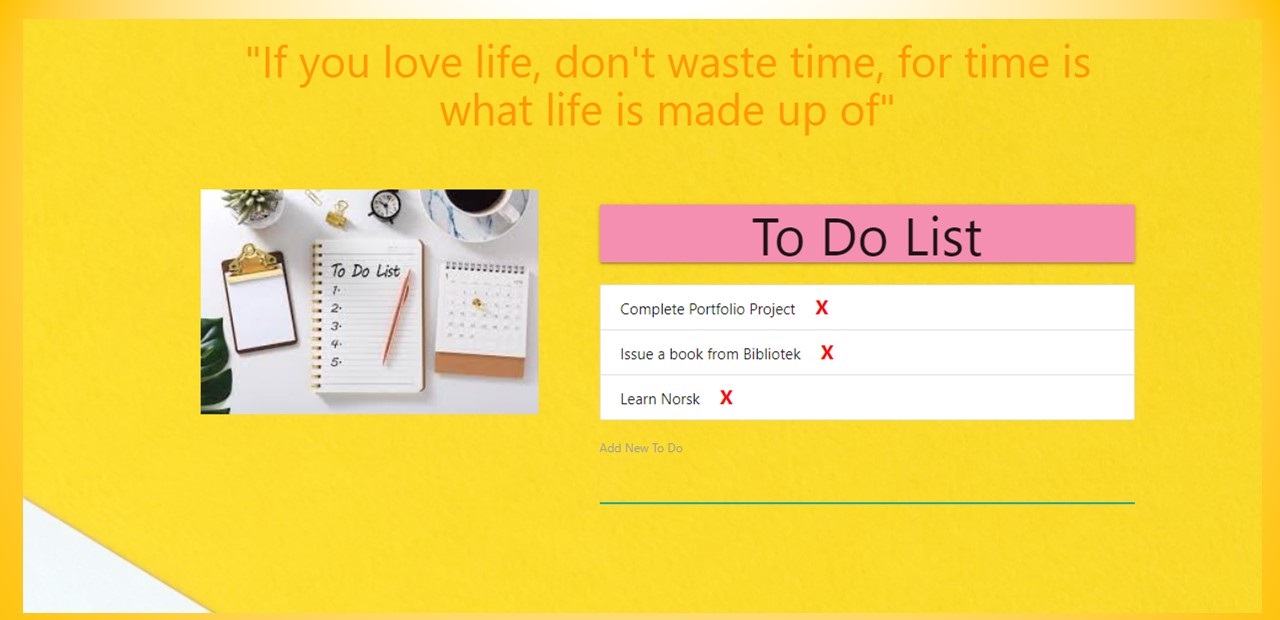 "If you love life, don't waste time, for time is
what life is made up of"
To Do List
1.
2.
3.
4.
5.
To Do List
Complete Portfolio Project X
Issue a book from Bibliotek X
Learn Norsk X
Add New To Do